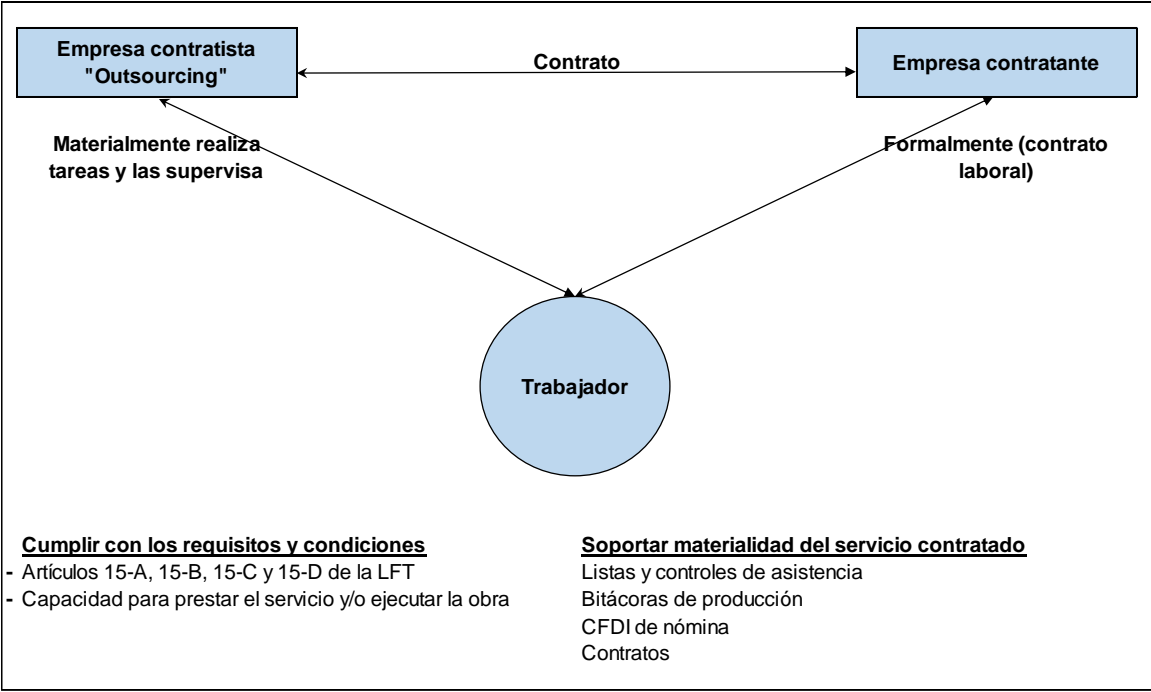 Empresa contratista
"Outsourcing"
Contrato
Empresa contratante
Materialmente realiza
tareas y las supervisa
Formalmente (contrato
laboral)
Trabajador
Cumplir con los requisitos y condiciones
- Artículos 15-A, 15-B, 15-C y 15-D de la LFT
- Capacidad para prestar el servicio y/o ejecutar la obra
Soportar materialidad del servicio contratado
Listas y controles de asistencia
Bitácoras de producción
CFDI de nómina
Contratos